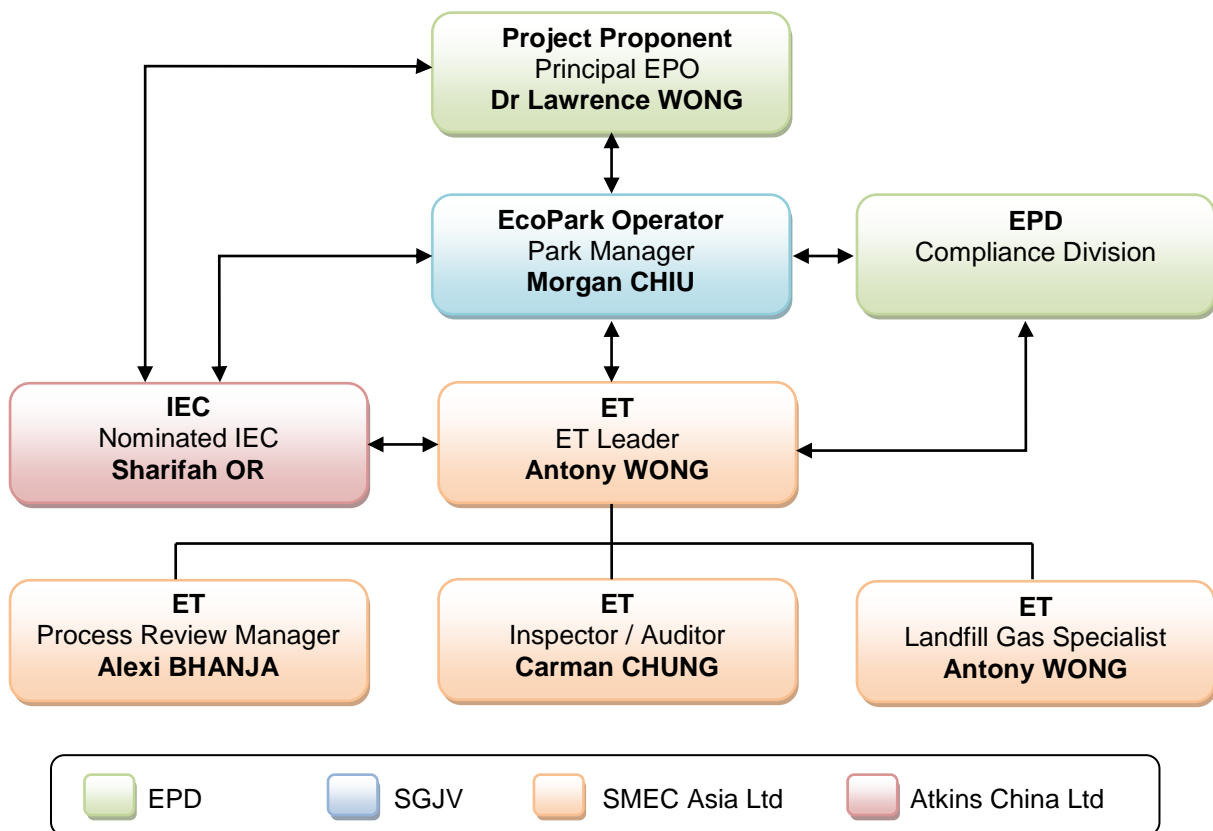 Project Proponent
Principal EPO
Dr Lawrence WONG
EcoPark Operator
Park Manager
Morgan CHIU
EPD
Compliance Division
IEC
Nominated IEC
Sharifah OR
ET
ET Leader
Antony WONG
ET
Process Review Manager
Alexi BHANJA
ET
Inspector / Auditor
Carman CHUNG
ET
Landfill Gas Specialist
Antony WONG
EPD
SGJV
SMEC Asia Ltd
Atkins China Ltd